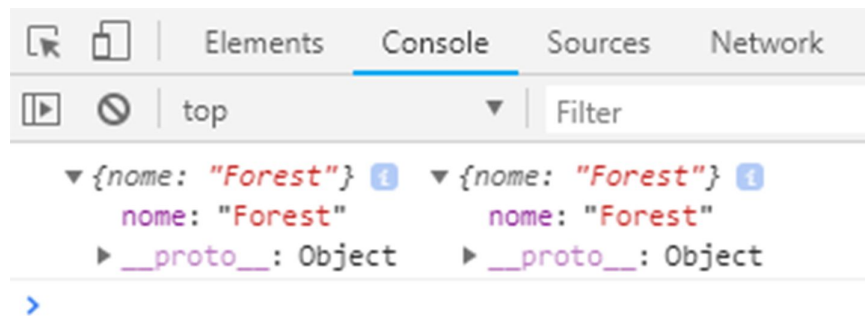 Elements Console Sources Network
top Filter
{nome: "Forest"} i {nome: "Forest"} i
nome: "Forest" nome: "Forest"
__proto__: Object __proto__: Object
>